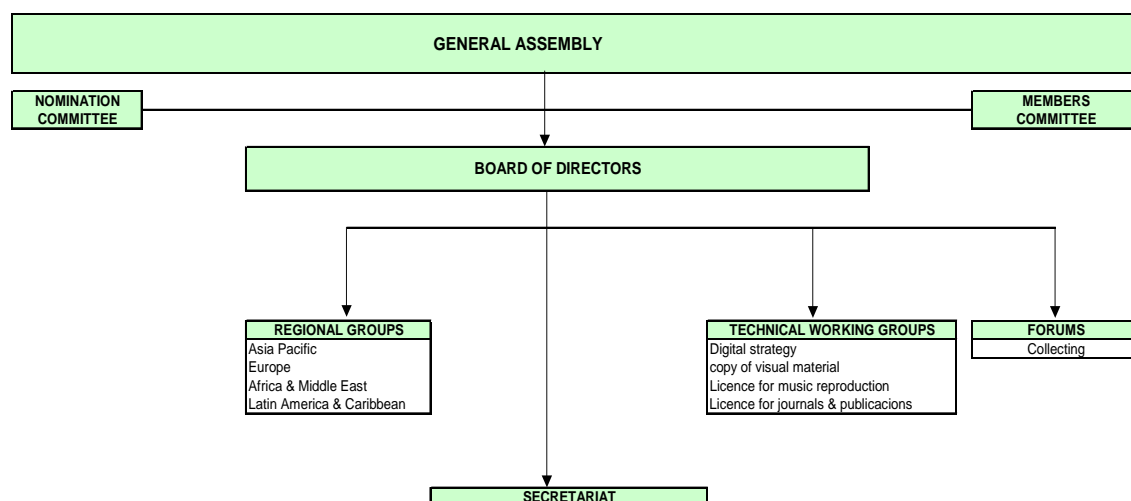 GENERAL ASSEMBLY
NOMINATION
COMMITTEE
MEMBERS
COMMITTEE
BOARD OF DIRECTORS
REGIONAL GROUPS
Asia Pacific
Europe
Africa & Middle East
Latin America & Caribbean
TECHNICAL WORKING GROUPS
Digital strategy
copy of visual material
Licence for music reproduction
Licence for journals & publicacions
FORUMS
Collecting
SECRETARIAT